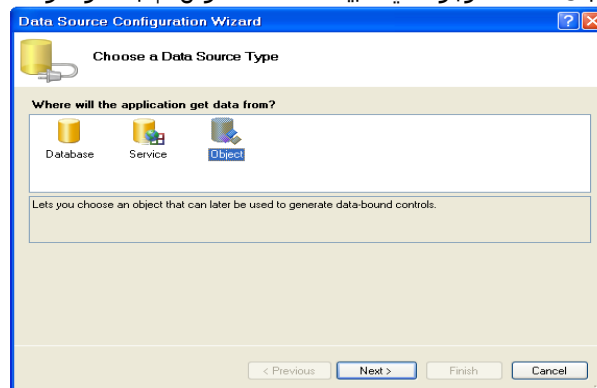 Data Source Configuration Wizard
Choose a Data Source Type
Where will the application get data from?
Database Service Object
Lets you choose an object that can later be used to generate data-bound controls.
< Previous Next > Finish Cancel